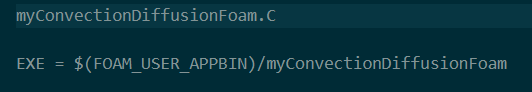 myConvectionDiffusionFoam.C
EXE = $(FOAM_USER_APPBIN)/myConvectionDiffusionFoam